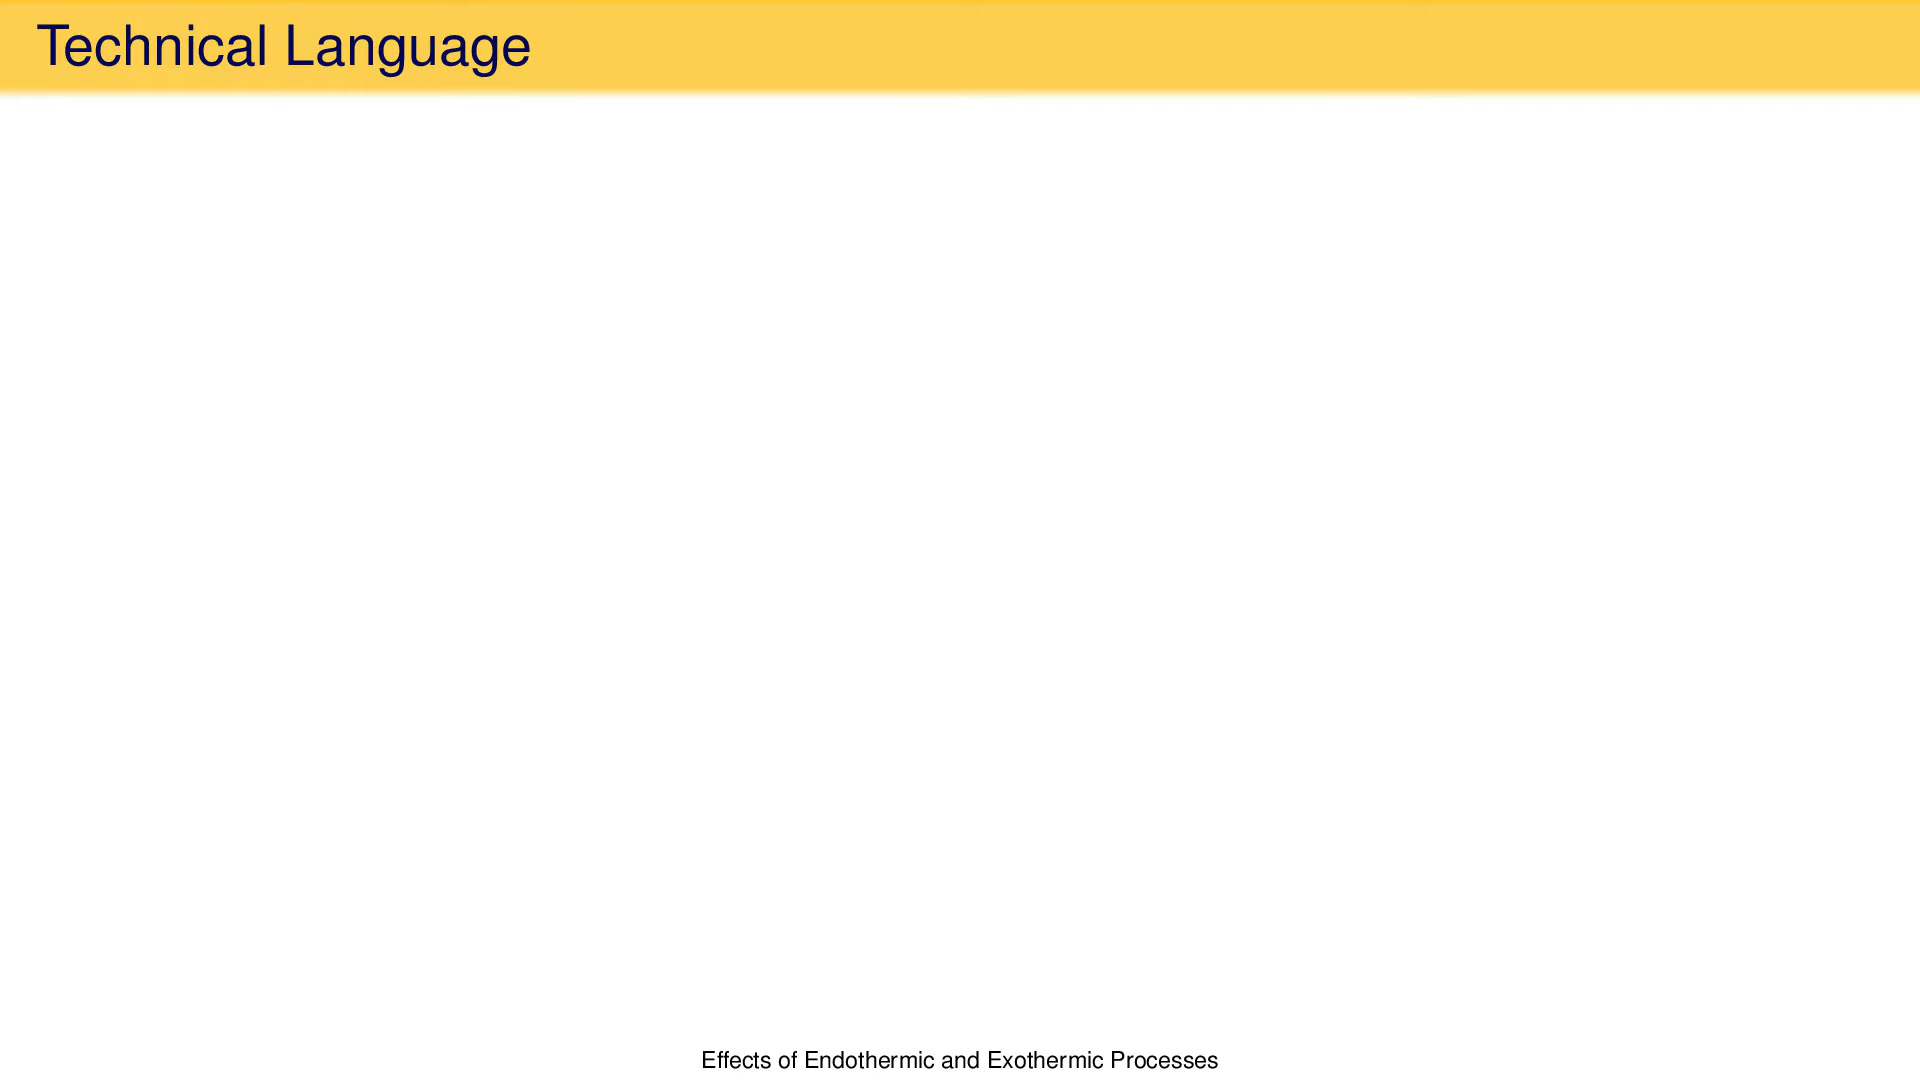 Technical Language
Effects of Endothermic and Exothermic Processes